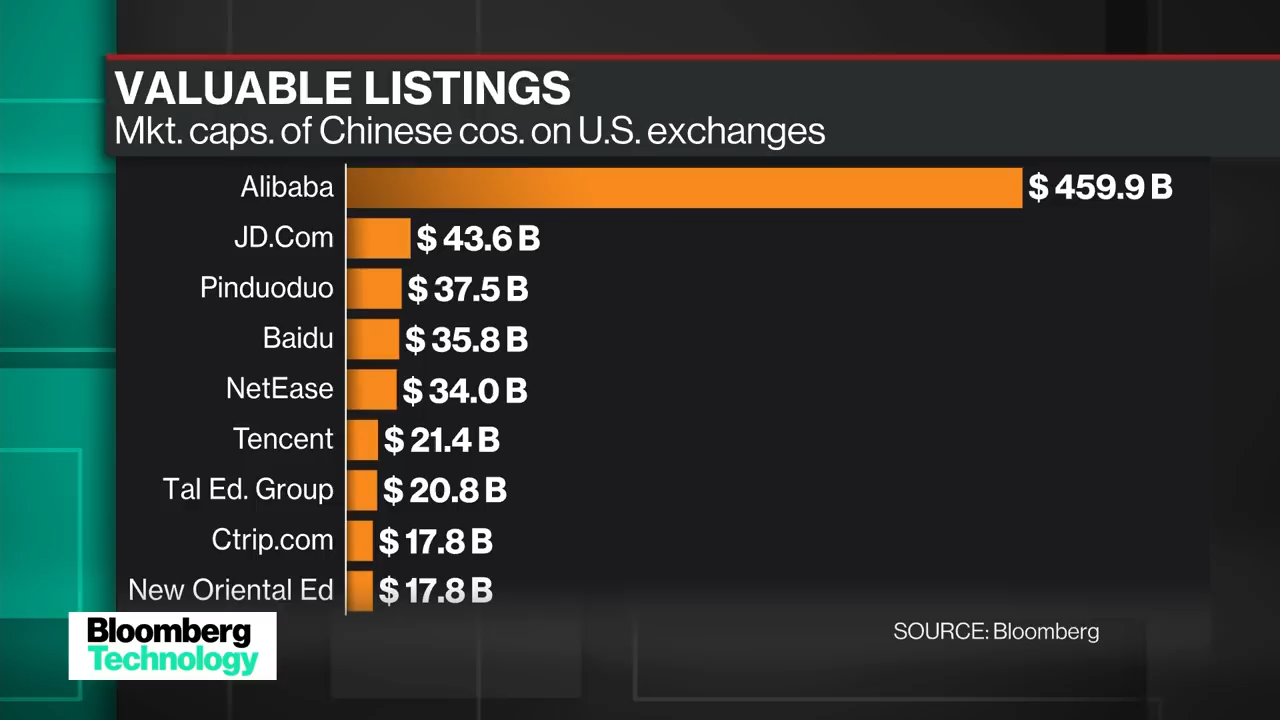 VALUABLE LISTINGS
Mkt. caps. of Chinese cos. on U.S. exchanges
Alibaba $ 459.9 B
JD.Com $ 43.6 B
Pinduoduo $ 37.5 B
Baidu $ 35.8 B
NetEase $ 34.0 B
Tencent $ 21.4 B
Tal Ed. Group $ 20.8 B
Ctrip.com $ 17.8 B
New Oriental Ed $ 17.8 B
SOURCE: Bloomberg
Bloomberg
Technology